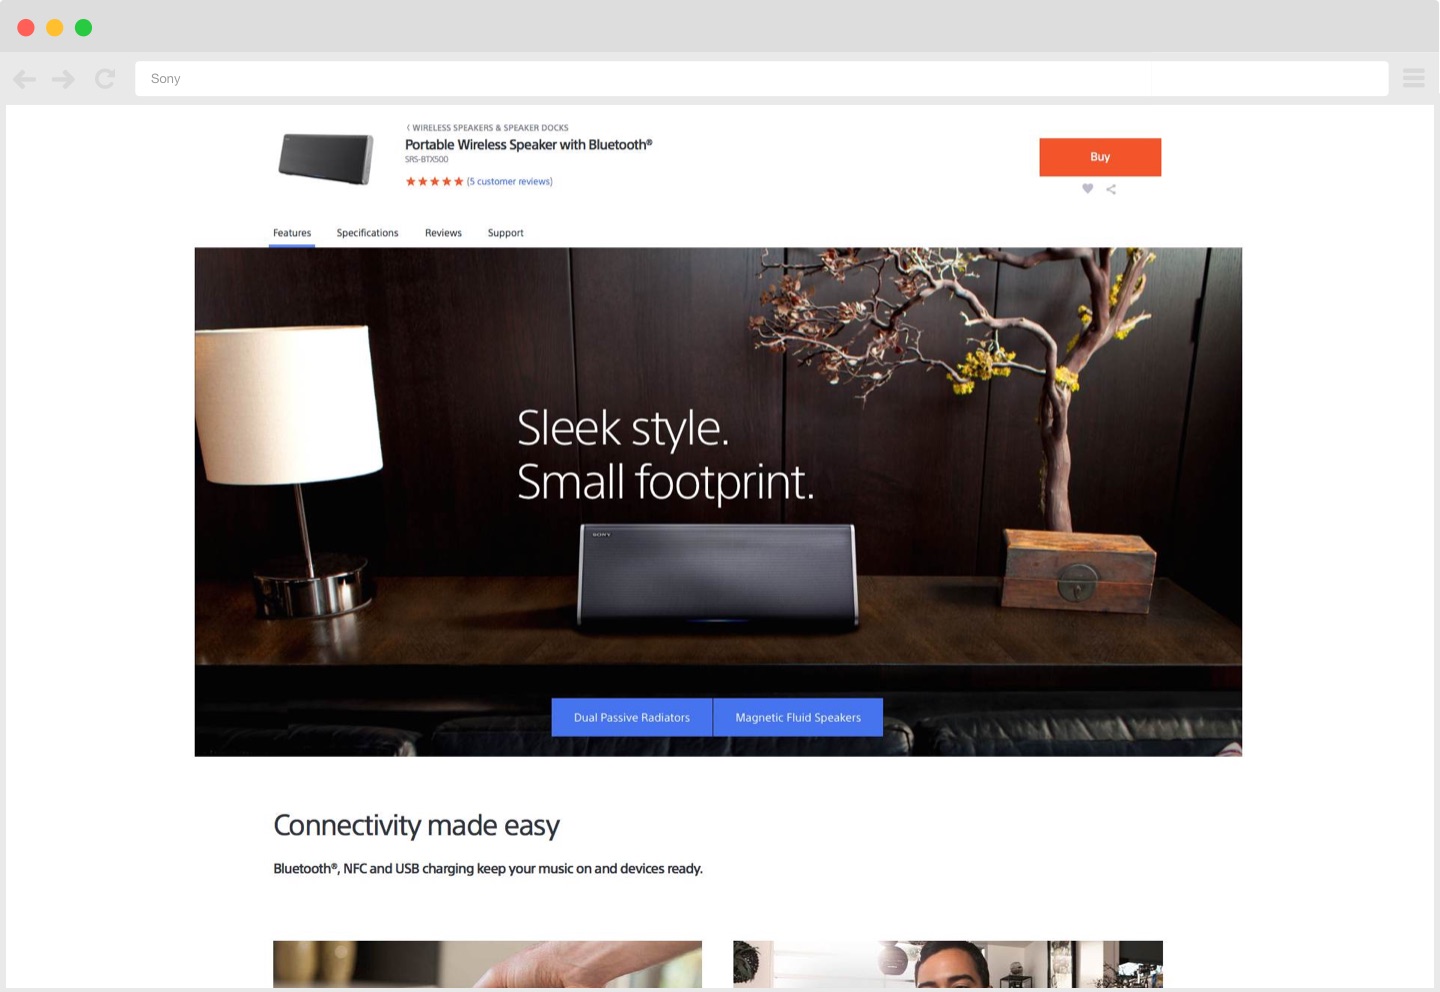 Sony
〈 WIRELESS SPEAKERS & SPEAKER DOCKS
Portable Wireless Speaker with Bluetooth®
SRS-BTX500
(5 customer reviews)
Buy
Features Specifications Reviews Support
Sleek style.
Small footprint.
SONY
Dual Passive Radiators Magnetic Fluid Speakers
Connectivity made easy
Bluetooth®, NFC and USB charging keep your music on and devices ready.